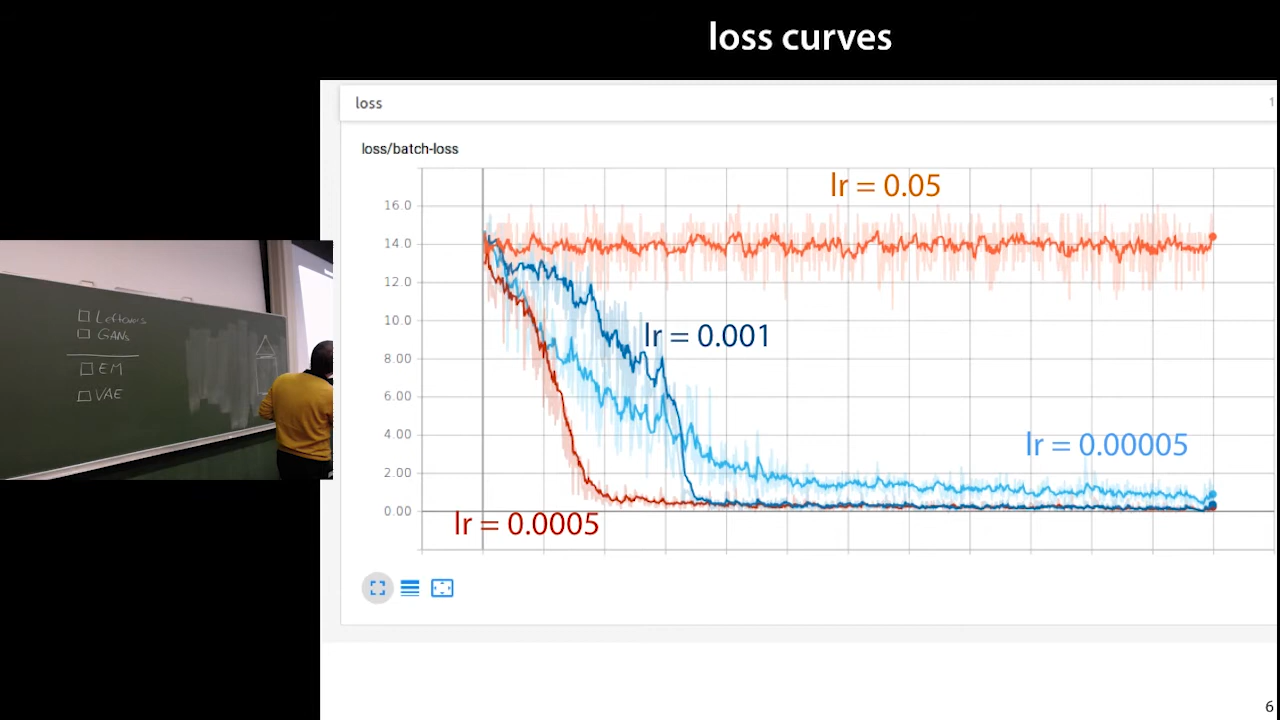 loss curves
loss
1
loss/batch-loss
lr = 0.05
16.0
14.0
12.0
10.0
lr = 0.001
8.00
6.00
4.00
lr = 0.00005
2.00
0.00
lr = 0.0005
Leftovers
GANs
EM
VAE
6